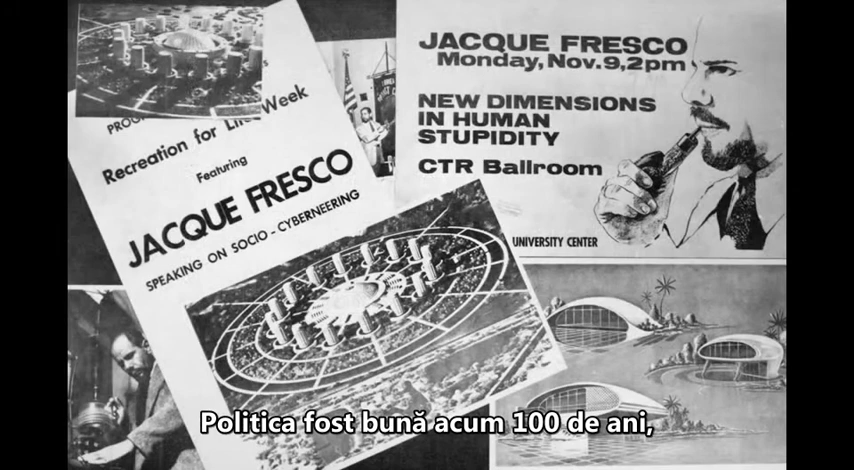 PROG
Recreation for Life Week
Featuring
JACQUE FRESCO
SPEAKING ON SOCIO - CYBERNEERING
JACQUE FRESCO
Monday, Nov. 9, 2pm
NEW DIMENSIONS
IN HUMAN
STUPIDITY
CTR Ballroom
UNIVERSITY CENTER
Politica fost bună acum 100 de ani,